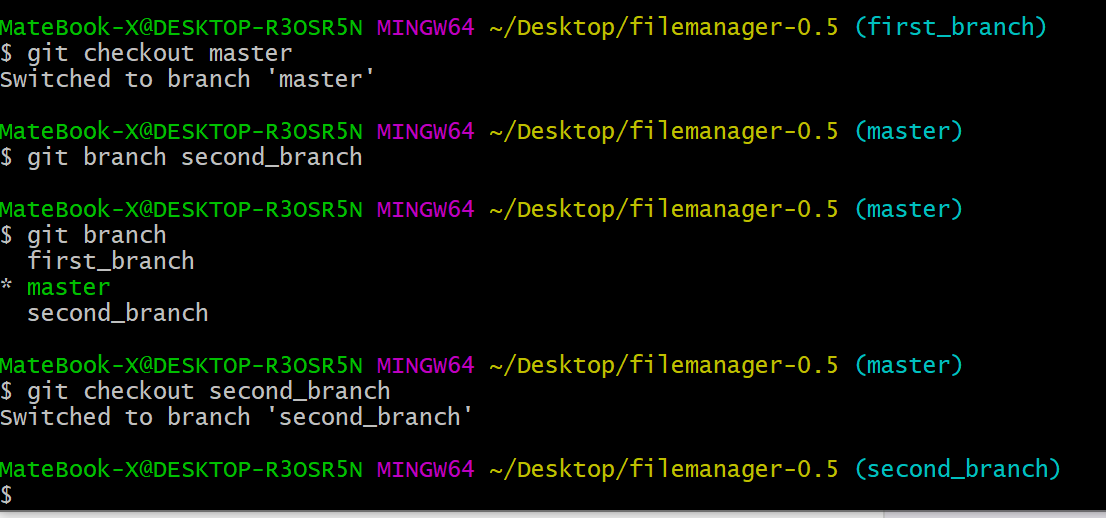 MateBook-X@DESKTOP-R3OSR5N MINGW64 ~/Desktop/filemanager-0.5 (first_branch)
$ git checkout master
Switched to branch 'master'
MateBook-X@DESKTOP-R3OSR5N MINGW64 ~/Desktop/filemanager-0.5 (master)
$ git branch second_branch
MateBook-X@DESKTOP-R3OSR5N MINGW64 ~/Desktop/filemanager-0.5 (master)
$ git branch
  first_branch
* master
  second_branch
MateBook-X@DESKTOP-R3OSR5N MINGW64 ~/Desktop/filemanager-0.5 (master)
$ git checkout second_branch
Switched to branch 'second_branch'
MateBook-X@DESKTOP-R3OSR5N MINGW64 ~/Desktop/filemanager-0.5 (second_branch)
$